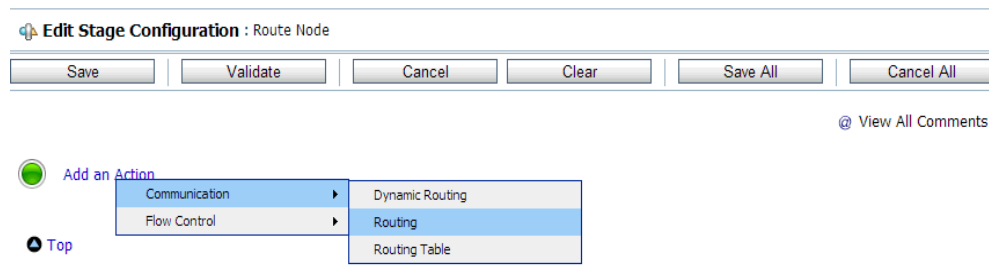 Edit Stage Configuration : Route Node
Save Validate Cancel Clear Save All Cancel All
@ View All Comments
Add an Action
Communication Dynamic Routing
Flow Control Routing
Routing Table
Top